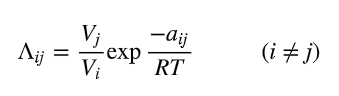 Λij = Vj/Vi exp −aij/RT (i ≠ j)